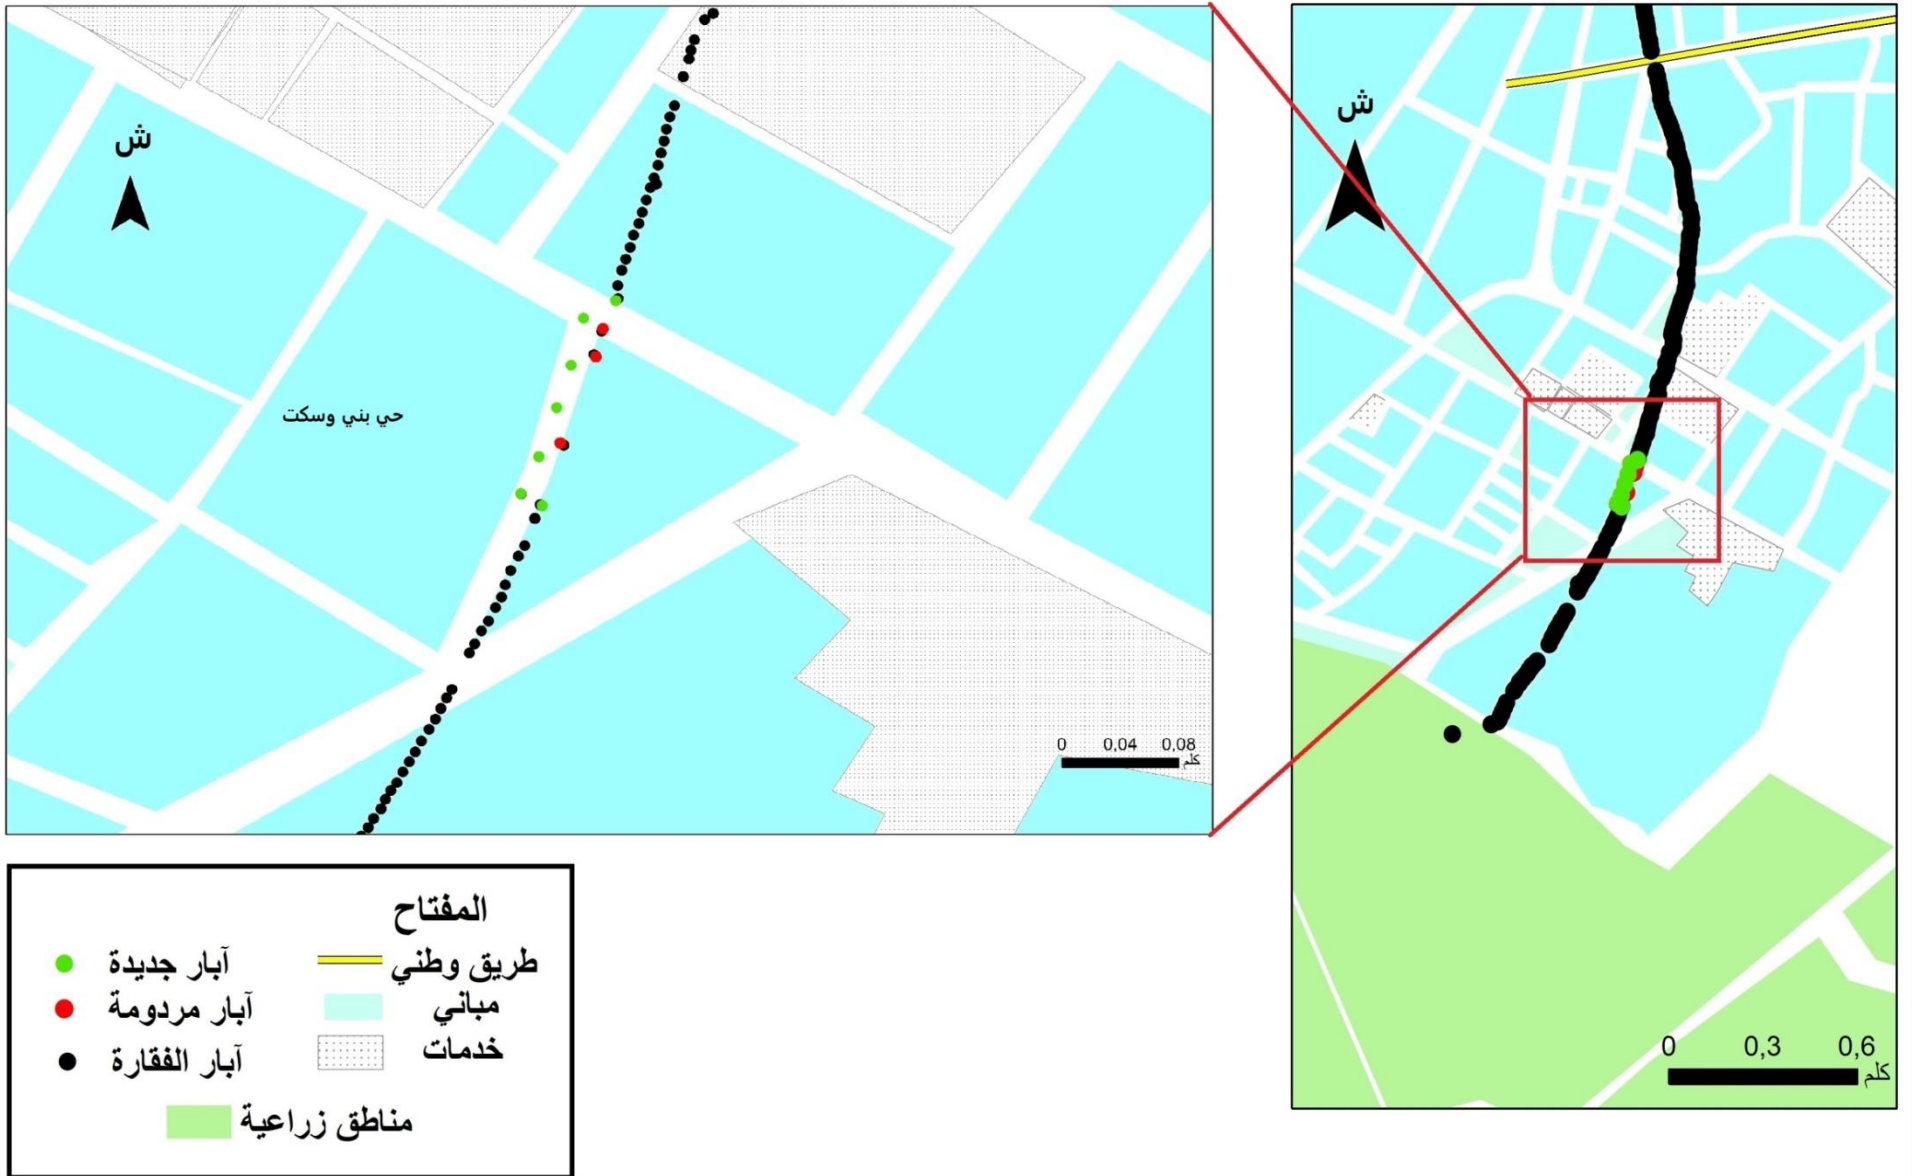 ش
حي بني وسكت
0 0,04 0,08
كلم
ش
0 0,3 0,6
كلم
المفتاح
طريق وطني
آبار جديدة
مباني
آبار مردومة
خدمات
آبار الفقارة
مناطق زراعية